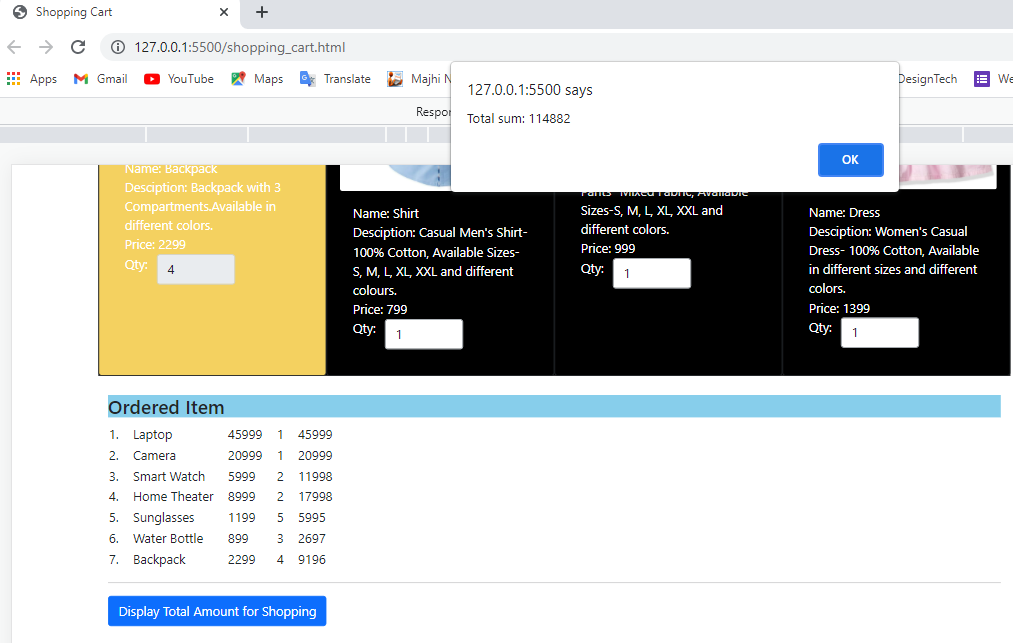 Shopping Cart
127.0.0.1:5500/shopping_cart.html
Apps Gmail YouTube Maps Translate Majhi DesignTech
127.0.0.1:5500 says
Total sum: 114882
OK
Name: Backpack
Desciption: Backpack with 3
Compartments.Available in
different colors.
Price: 2299
Qty: 4
Name: Shirt
Desciption: Casual Men's Shirt-
100% Cotton, Available Sizes-
S, M, L, XL, XXL and different
colours.
Price: 799
Qty: 1
Pants- Mixed Fabric, Available
Sizes-S, M, L, XL, XXL and
different colors.
Price: 999
Qty: 1
Name: Dress
Desciption: Women's Casual
Dress- 100% Cotton, Available
in different sizes and different
colors.
Price: 1399
Qty: 1
Ordered Item
1. Laptop 45999 1 45999
2. Camera 20999 1 20999
3. Smart Watch 5999 2 11998
4. Home Theater 8999 2 17998
5. Sunglasses 1199 5 5995
6. Water Bottle 899 3 2697
7. Backpack 2299 4 9196
Display Total Amount for Shopping